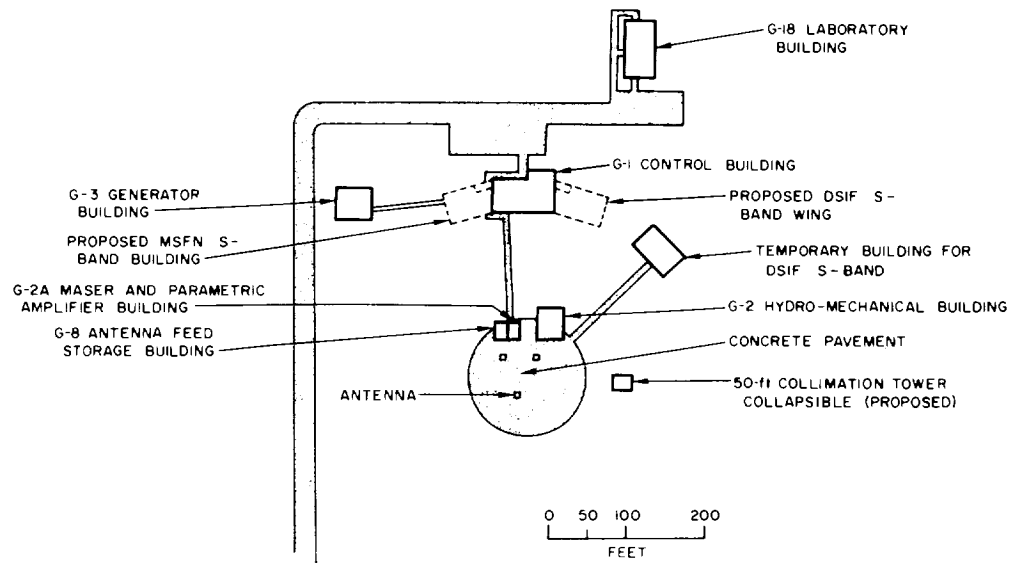 G-18 LABORATORY
BUILDING
G-1 CONTROL BUILDING
G-3 GENERATOR
BUILDING
PROPOSED DSIF S-
BAND WING
PROPOSED MSFN S-
BAND BUILDING
TEMPORARY BUILDING FOR
DSIF S-BAND
G-2A MASER AND PARAMETRIC
AMPLIFIER BUILDING
G-2 HYDRO-MECHANICAL BUILDING
G-8 ANTENNA FEED
STORAGE BUILDING
CONCRETE PAVEMENT
ANTENNA
50-ft COLLIMATION TOWER
COLLAPSIBLE (PROPOSED)
0 50 100 200
FEET